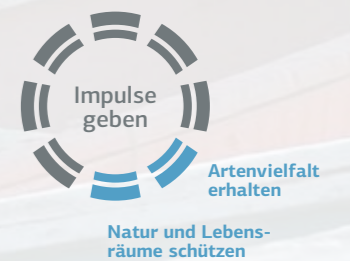 Impulse
geben
Artenvielfalt
erhalten
Natur und Lebens-
räume schützen